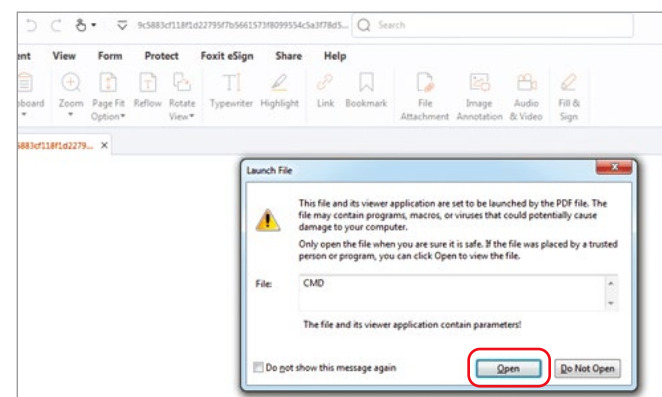 9c5883cf118f1d22795f7b5661573f8099554c5a3f78d5... Search
ent View Form Protect Foxit eSign Share Help
pboard Zoom Page Fit Option Reflow Rotate View Typewriter Highlight Link Bookmark File Attachment Image Annotation Audio & Video Fill & Sign
5883cf118f1d2279... X
Launch File
This file and its viewer application are set to be launched by the PDF file. The
file may contain programs, macros, or viruses that could potentially cause
damage to your computer.
Only open the file when you are sure it is safe. If the file was placed by a trusted
person or program, you can click Open to view the file.
File: CMD
The file and its viewer application contain parameters!
Do not show this message again Open Do Not Open